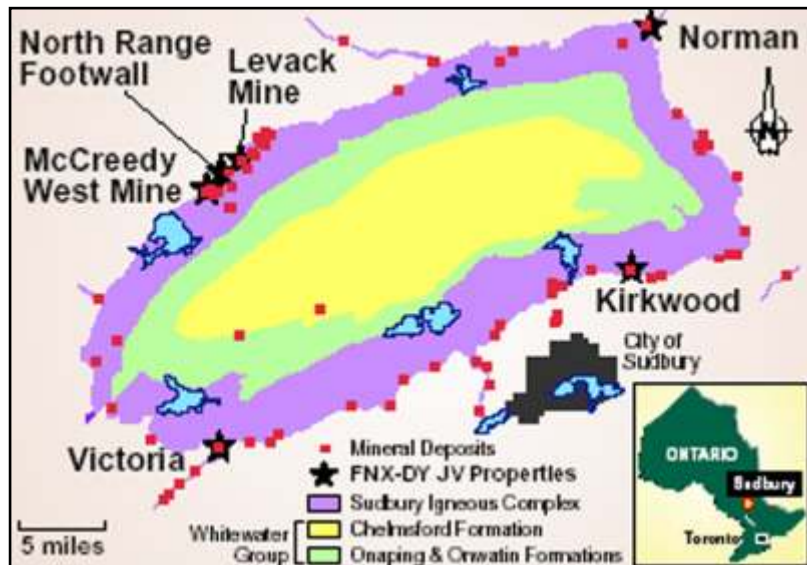 North Range
Footwall
Levack
Mine
McCreedy
West Mine
Norman
N
Kirkwood
City of
Sudbury
Victoria
Mineral Deposits
FNX-DY JV Properties
Sudbury Igneous Complex
Whitewater
Group
Chelmsford Formation
Onaping & Onwatin Formations
5 miles
ONTARIO
Sudbury
Toronto